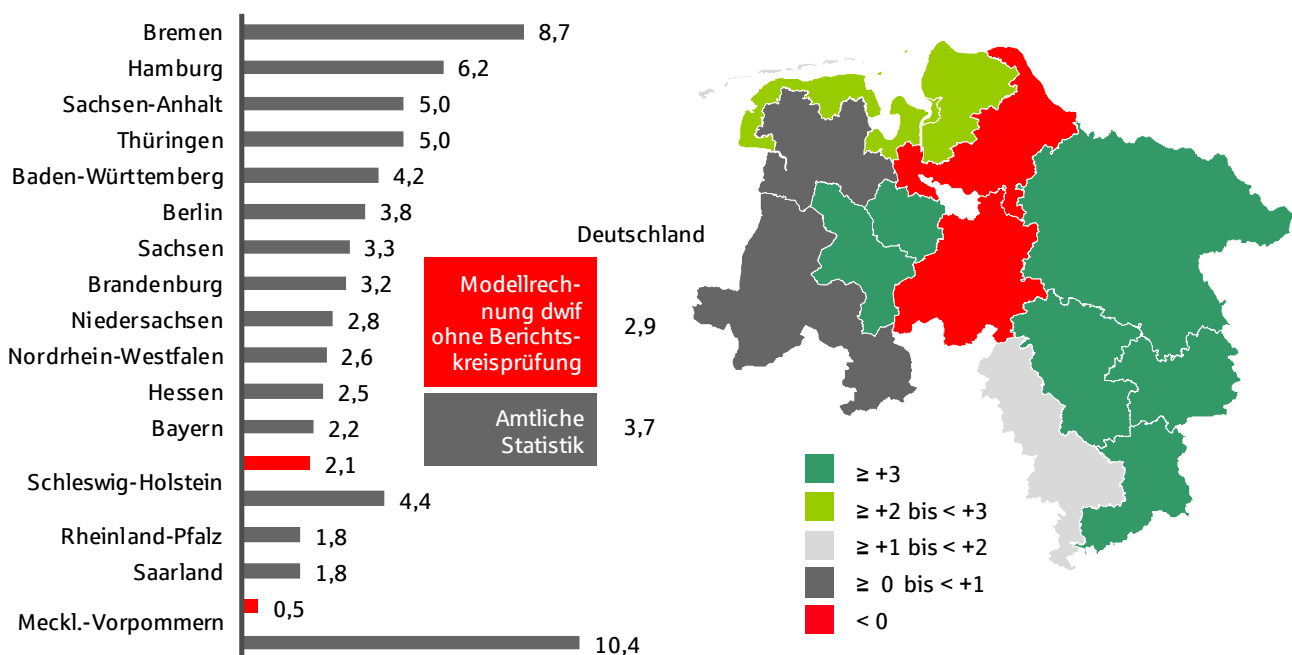 Bremen 8,7
Hamburg 6,2
Sachsen-Anhalt 5,0
Thüringen 5,0
Baden-Württemberg 4,2
Berlin 3,8
Sachsen 3,3
Brandenburg 3,2
Niedersachsen 2,8
Nordrhein-Westfalen 2,6
Hessen 2,5
Bayern 2,2
Schleswig-Holstein
2,1
4,4
Rheinland-Pfalz 1,8
Saarland 1,8
Meckl.-Vorpommern
0,5
10,4
Deutschland
Modellrech-
nung dwif
ohne Berichts-
kreisprüfung
2,9
Amtliche
Statistik
3,7
≥ +3
≥ +2 bis < +3
≥ +1 bis < +2
≥ 0 bis < +1
< 0